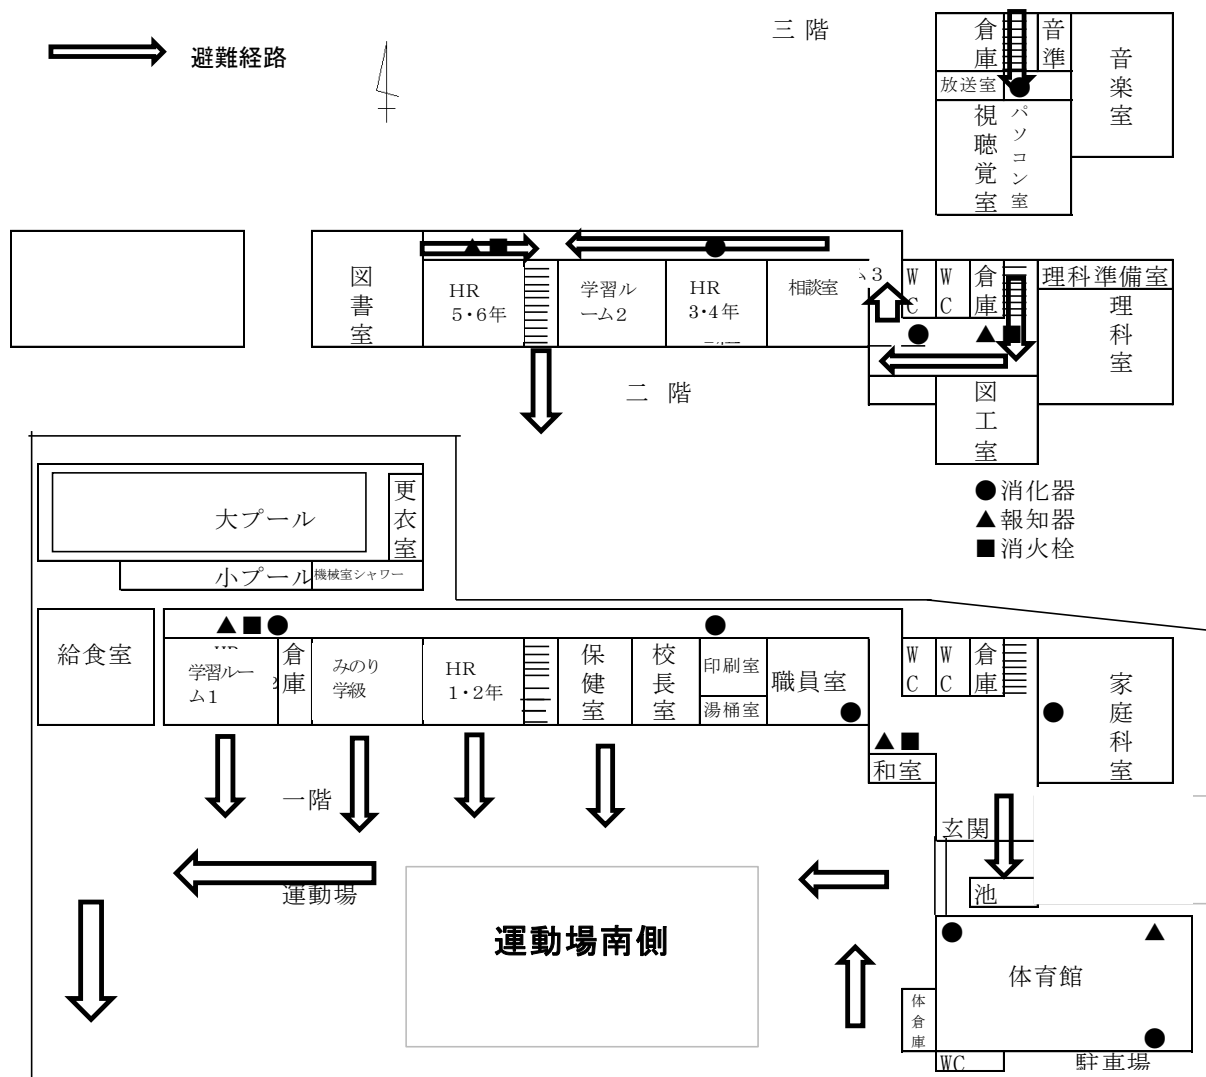 避難経路
三 階
倉庫
音準
音楽室
放送室
視聴覚室
パソコン室
図書室
HR
5・6年
学習ル
ーム2
HR
3・4年
相談室
ム3
WC
WC
倉庫
理科準備室
理科室
図工室
二 階
●消化器
▲報知器
■消火栓
大プール
更衣室
小プール
機械室シャワー
給食室
学習ルー
ム1
倉庫
みのり
学級
HR
1・2年
保健室
校長室
印刷室
湯桶室
職員室
WC
WC
倉庫
家庭科室
和室
一階
玄関
池
運動場
運動場南側
体育館
体倉庫
WC
駐車場